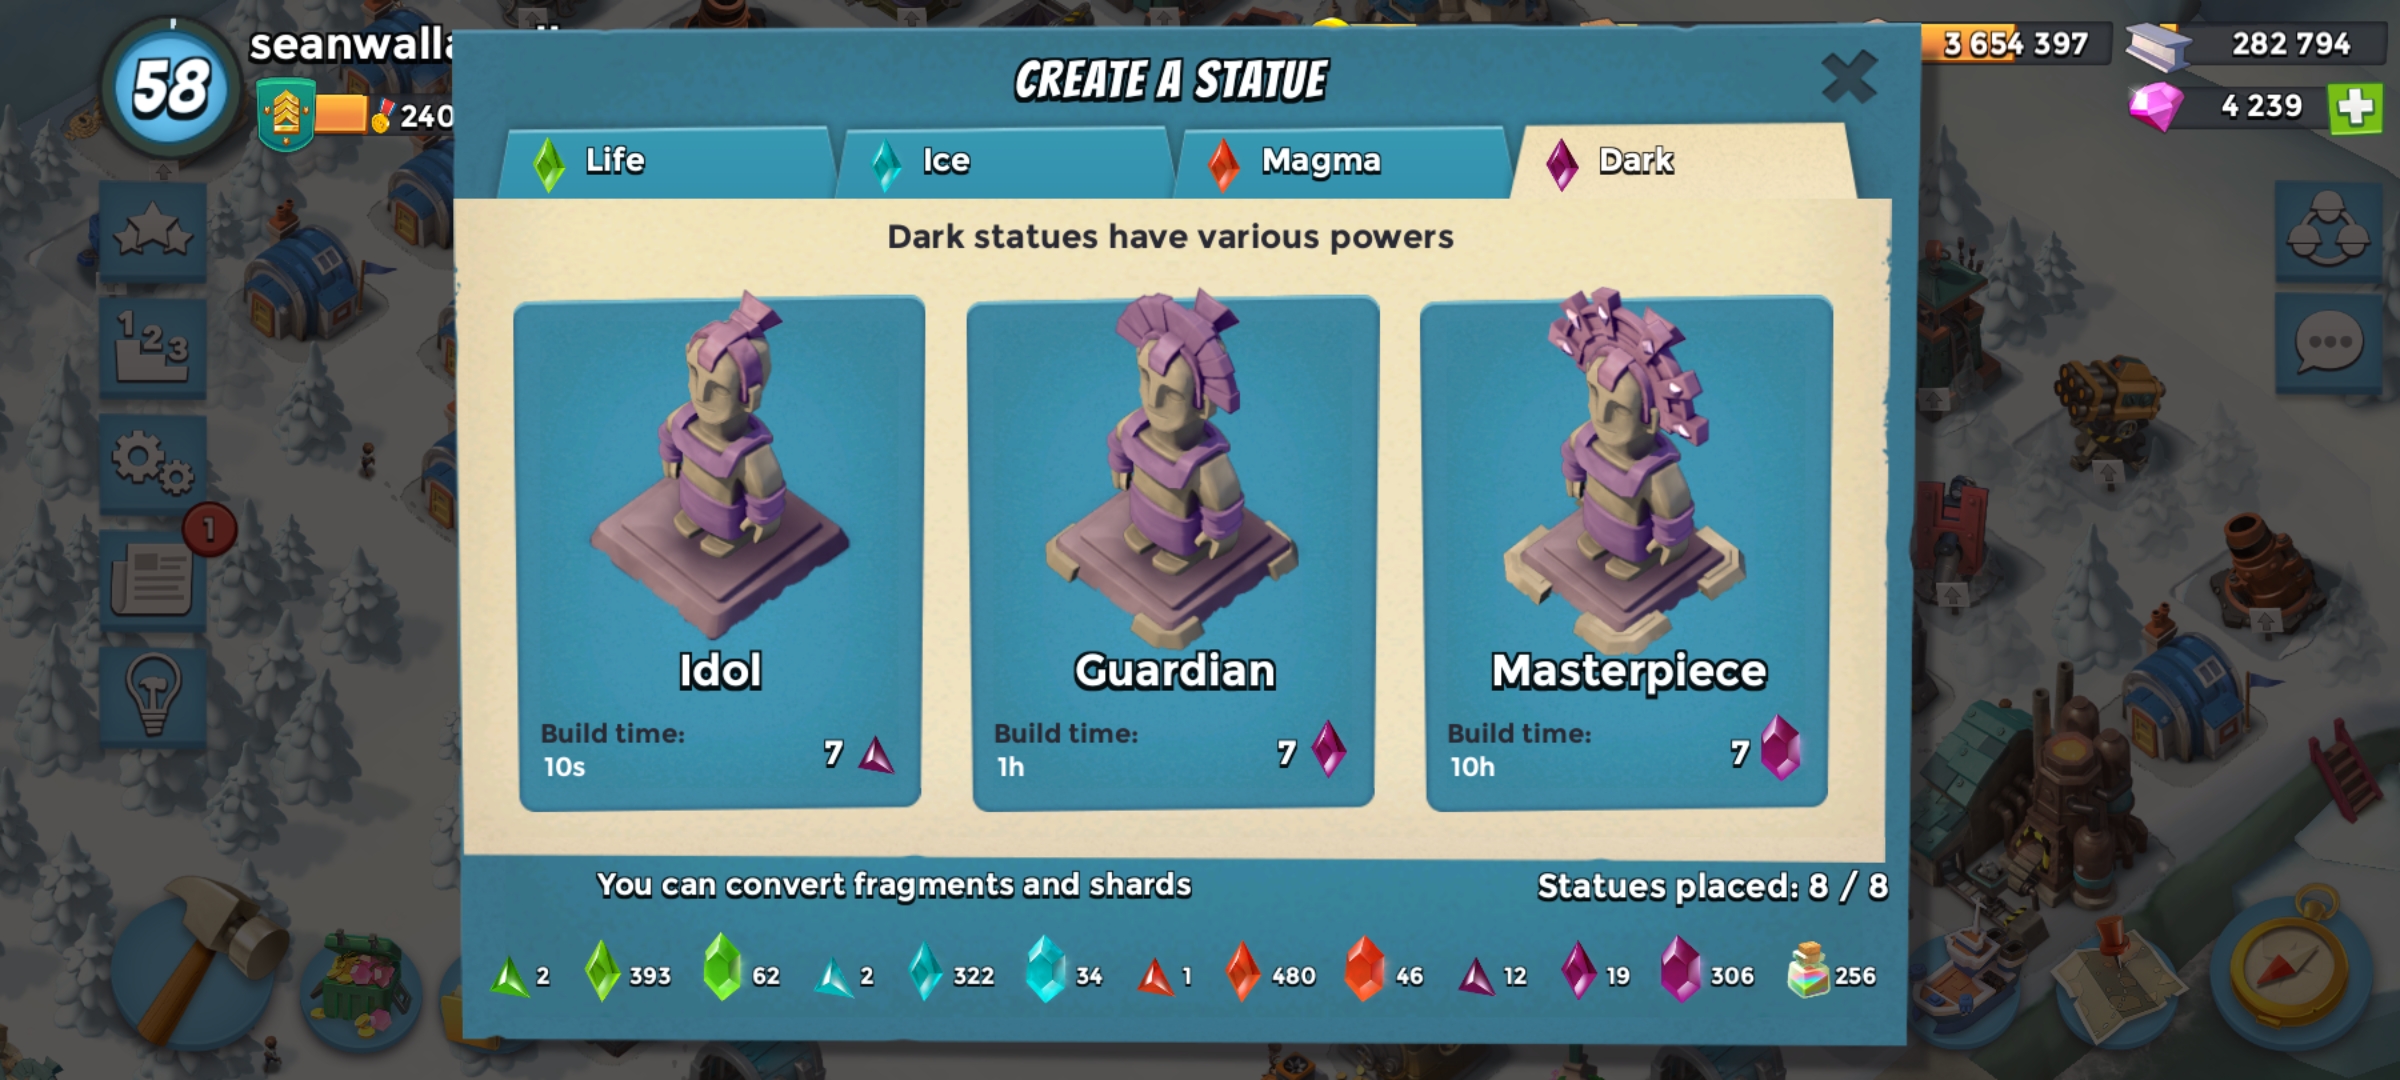 58
CREATE A STATUE
3 654 397
282 794
240
4 239
Life
Ice
Magma
Dark
Dark statues have various powers
1 2 3
1
Idol
Guardian
Masterpiece
Build time:
10s
7
Build time:
1h
7
Build time:
10h
7
You can convert fragments and shards
Statues placed: 8 / 8
2
393
62
2
322
34
1
480
46
12
19
306
256